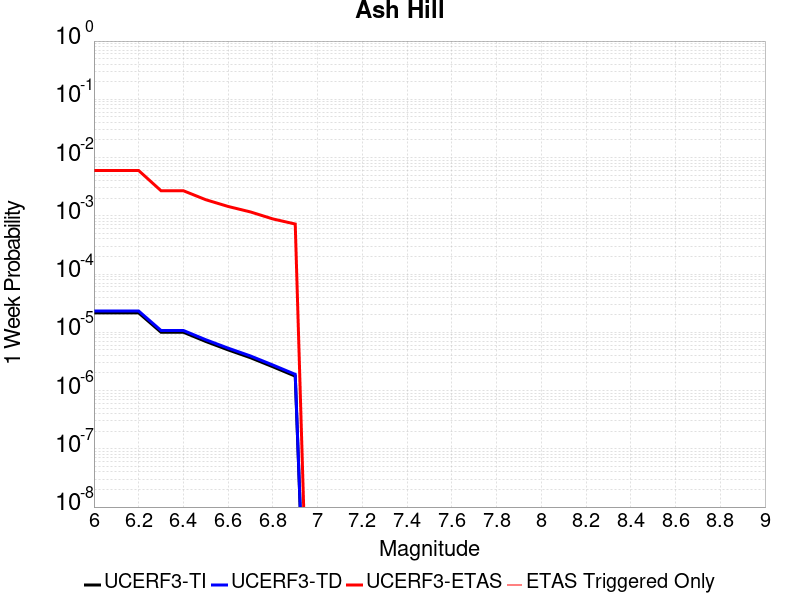 Ash Hill
10^0
10^-1
10^-2
10^-3
10^-4
10^-5
10^-6
10^-7
10^-8
1 Week Probability
6 6.2 6.4 6.6 6.8 7 7.2 7.4 7.6 7.8 8 8.2 8.4 8.6 8.8 9
Magnitude
UCERF3-TI UCERF3-TD UCERF3-ETAS ETAS Triggered Only